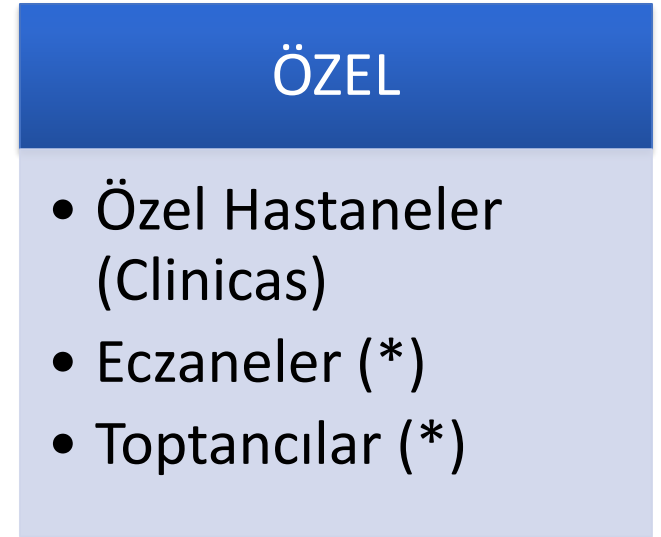 ÖZEL
• Özel Hastaneler
(Clinicas)
• Eczaneler (*)
• Toptancılar (*)